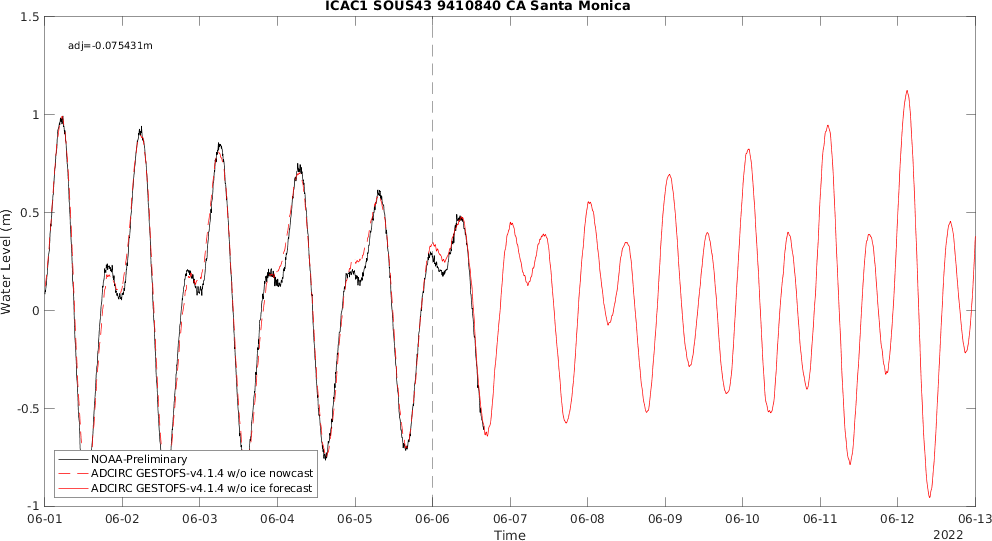 ICAC1 SOUS43 9410840 CA Santa Monica
adj=-0.075431m
Water Level (m)
1.5
1
0.5
0
-0.5
-1
NOAA-Preliminary
ADCIRC GESTOFS-v4.1.4 w/o ice nowcast
ADCIRC GESTOFS-v4.1.4 w/o ice forecast
06-01 06-02 06-03 06-04 06-05 06-06 06-07 06-08 06-09 06-10 06-11 06-12 06-13
Time
2022